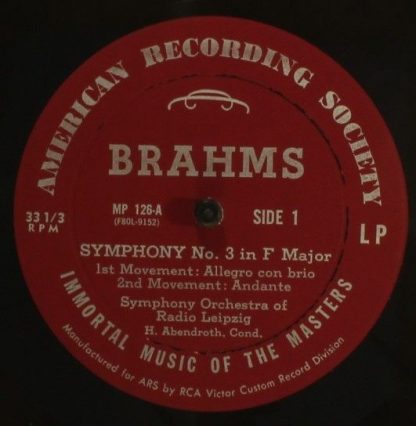 AMERICAN RECORDING SOCIETY
BRAHMS
MP 126-A
(F80L-9152)
SIDE 1
33 1/3
RPM
LP
SYMPHONY No. 3 in F Major
1st Movement: Allegro con brio
2nd Movement: Andante
Symphony Orchestra of
Radio Leipzig
H. Abendroth, Cond.
IMMORTAL MUSIC OF THE MASTERS
Manufactured for ARS by RCA Victor Custom Record Division